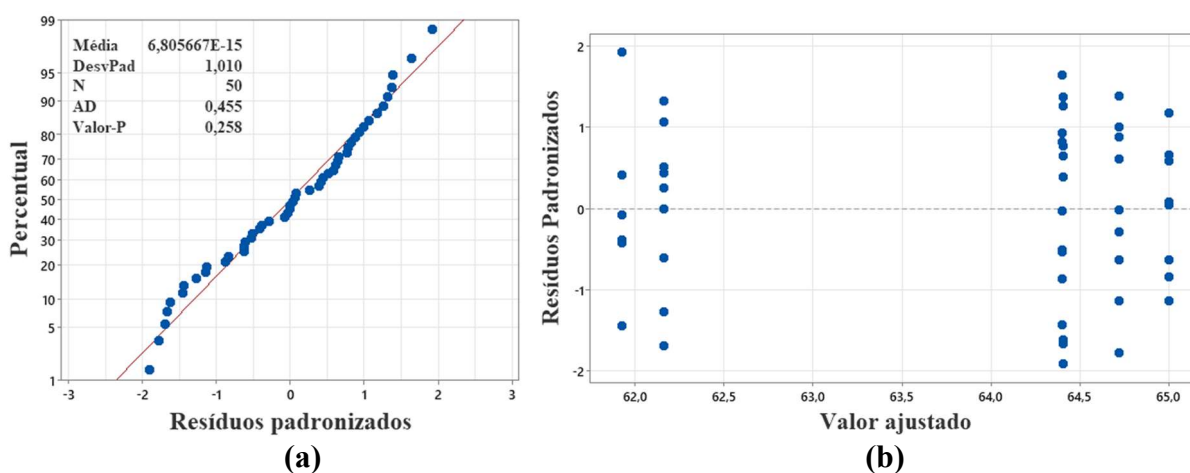 99
95
90
80
70
60
50
40
30
20
10
5
1
Percentual
Média 6,805667E-15
DesvPad 1,010
N 50
AD 0,455
Valor-P 0,258
-3 -2 -1 0 1 2 3
Resíduos padronizados
(a)
2
1
0
-1
-2
Resíduos Padronizados
62,0 62,5 63,0 63,5 64,0 64,5 65,0
Valor ajustado
(b)